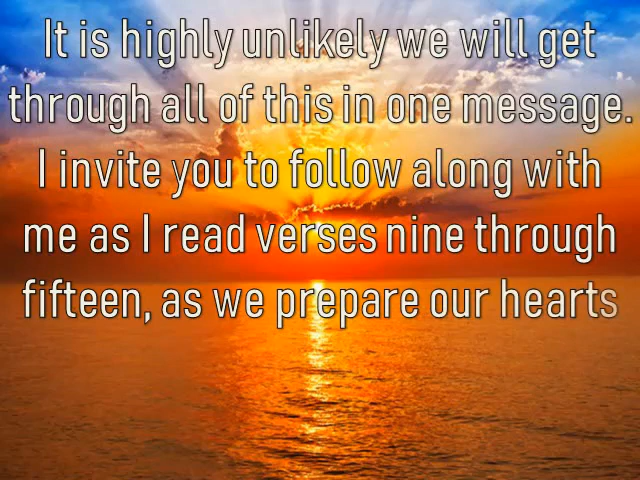 It is highly unlikely we will get
through all of this in one message.
I invite you to follow along with
me as I read verses nine through
fifteen, as we prepare our hearts